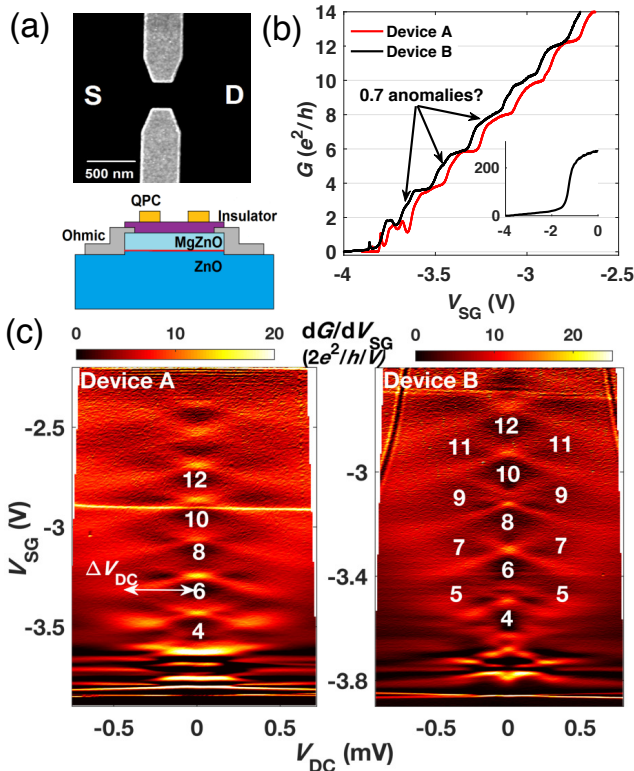 (a)
S D
500 nm
QPC
Insulator
Ohmic
MgZnO
ZnO
(b)
G (e²/h)
14
12
10
8
6
4
2
0
Device A
Device B
0.7 anomalies?
200
0
-4 0
-4 -3.5 -3 -2.5
V_SG (V)
(c)
0 10 20
dG/dV_SG
(2e²/h/V)
0 10 20
Device A
Device B
V_SG (V)
-2.5
-3
-3.5
12
10
8
6
4
ΔV_DC
-3
-3.4
-3.8
12
11 11
10
9 9
8
7 7
6
5 5
4
-0.5 0 0.5
-0.5 0 0.5
V_DC (mV)